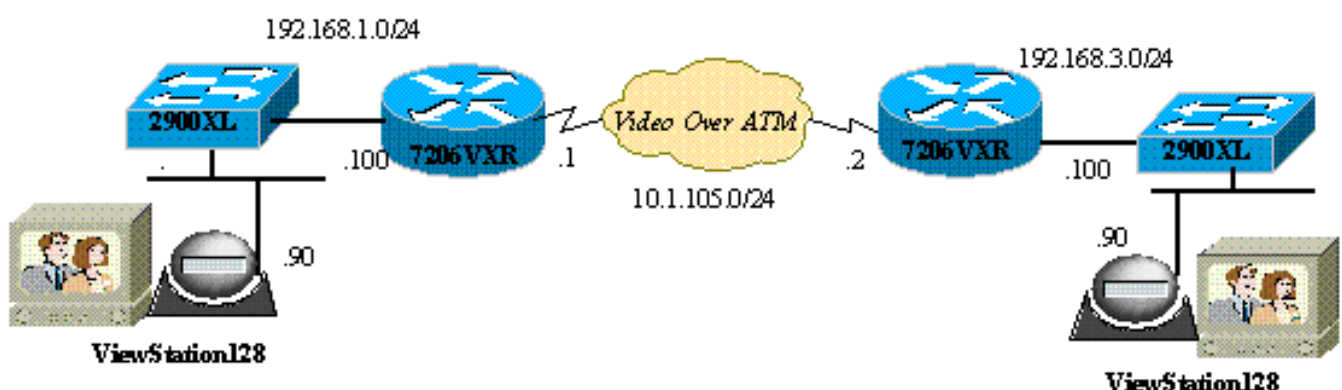 192.168.1.0/24
192.168.3.0/24
2900XL
7206VXR
Video Over ATM
7206VXR
2900XL
.
.100
.1
.2
.100
10.1.105.0/24
.90
.90
ViewStation128
ViewStation128